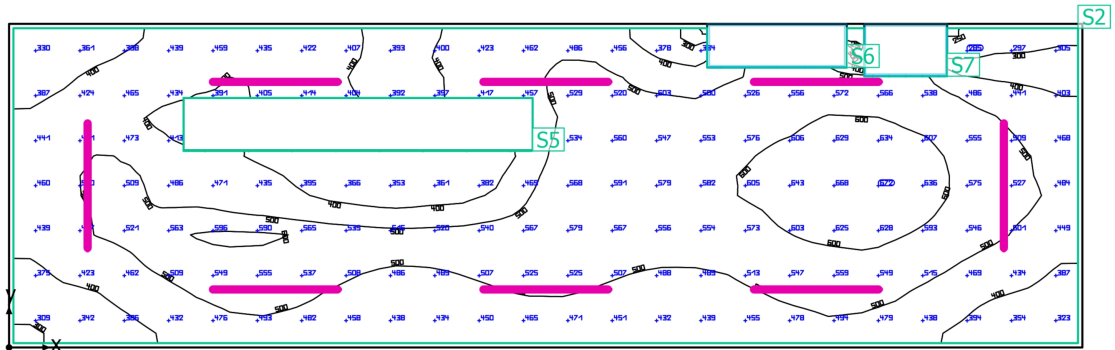 S2
330 361 398 439 459 435 422 407 393 400 423 462 486 456 378 334 297 305
S6
S7
387 424 465 434 391 405 414 404 392 397 417 457 529 520 503 500 526 556 572 566 538 486 441 403
441 473 413 S5 534 560 547 553 576 606 629 634 607 555 509 468
460 509 486 471 435 395 366 353 361 382 465 568 591 579 582 605 643 668 672 636 575 527 484
439 521 563 596 590 565 535 515 520 540 567 579 567 556 554 573 603 625 628 593 546 501 449
375 423 462 509 549 555 537 508 486 489 507 525 525 507 488 489 513 547 559 549 515 469 434 387
309 342 385 432 476 493 482 458 438 434 450 465 471 451 432 439 455 478 494 479 438 394 354 323
y
x